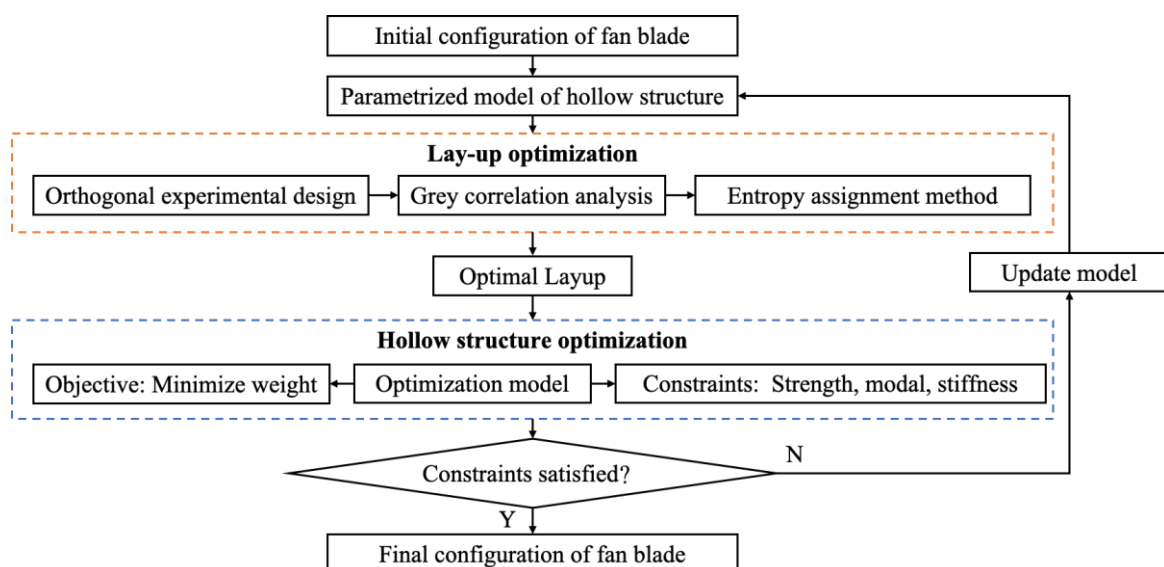 Initial configuration of fan blade
Parametrized model of hollow structure
Lay-up optimization
Orthogonal experimental design
Grey correlation analysis
Entropy assignment method
Optimal Layup
Update model
Hollow structure optimization
Objective: Minimize weight
Optimization model
Constraints: Strength, modal, stiffness
Constraints satisfied?
N
Y
Final configuration of fan blade